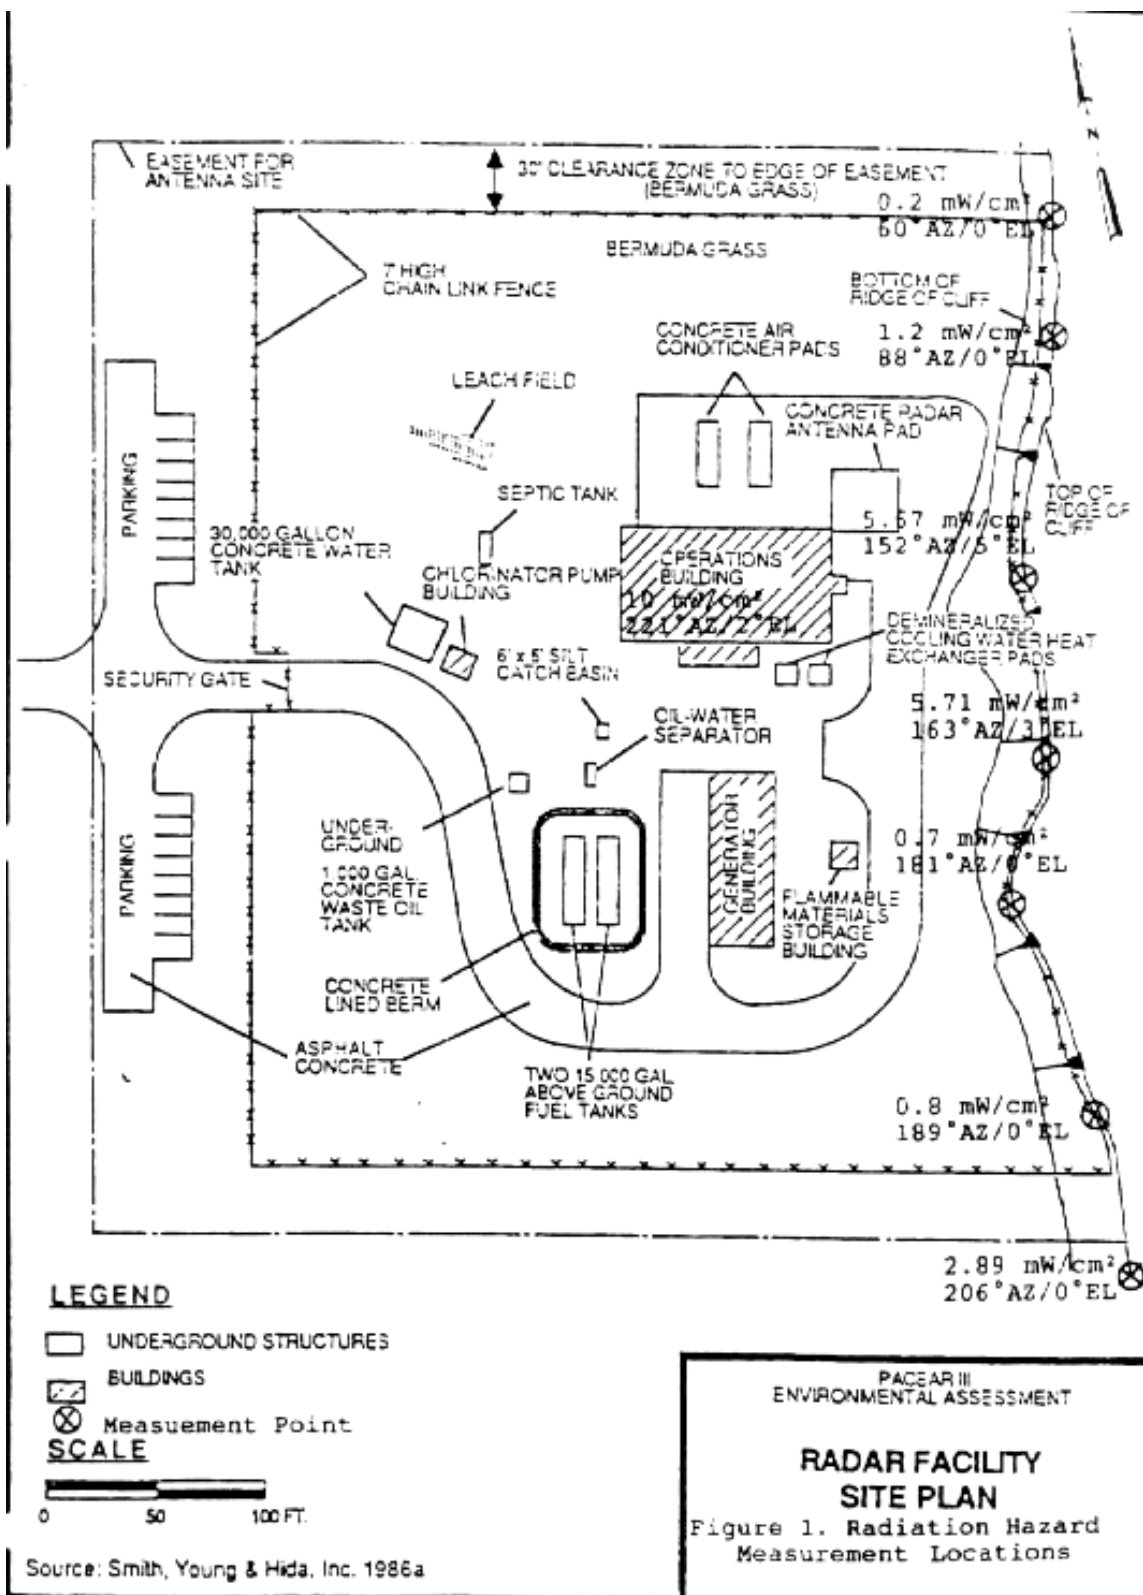 N
EASEMENT FOR
ANTENNA SITE
30' CLEARANCE ZONE TO EDGE OF EASEMENT
(BERMUDA GRASS)
0.2 mW/cm²
60°AZ/0°EL
BERMUDA GRASS
7' HIGH
CHAIN LINK FENCE
BOTTOM OF
RIDGE OF CLIFF
1.2 mW/cm²
88°AZ/0°EL
CONCRETE AIR
CONDITIONER PADS
LEACH FIELD
CONCRETE RADAR
ANTENNA PAD
PARKING
SEPTIC TANK
TOP OF
RIDGE OF
CLIFF
5.67 mW/cm²
152°AZ/5°EL
30,000 GALLON
CONCRETE WATER
TANK
CHLORINATOR PUMP
BUILDING
OPERATIONS
BUILDING
10 mW/cm²
221°AZ/2°EL
DEMINERALIZED
COOLING WATER HEAT
EXCHANGER PADS
6' x 5' SILT
CATCH BASIN
SECURITY GATE
5.71 mW/cm²
163°AZ/3°EL
OIL-WATER
SEPARATOR
UNDER-
GROUND
1,000 GAL.
CONCRETE
WASTE OIL
TANK
GENERATOR
BUILDING
0.7 mW/cm²
181°AZ/0°EL
PARKING
FLAMMABLE
MATERIALS
STORAGE
BUILDING
CONCRETE
LINED BERM
ASPHALT
CONCRETE
TWO 15,000 GAL
ABOVE GROUND
FUEL TANKS
0.8 mW/cm²
189°AZ/0°EL
2.89 mW/cm²
206°AZ/0°EL
LEGEND
UNDERGROUND STRUCTURES
BUILDINGS
Measuement Point
SCALE
0 50 100 FT.
Source: Smith, Young & Hida, Inc. 1986a
PACBAR III
ENVIRONMENTAL ASSESSMENT
RADAR FACILITY
SITE PLAN
Figure 1. Radiation Hazard
Measurement Locations